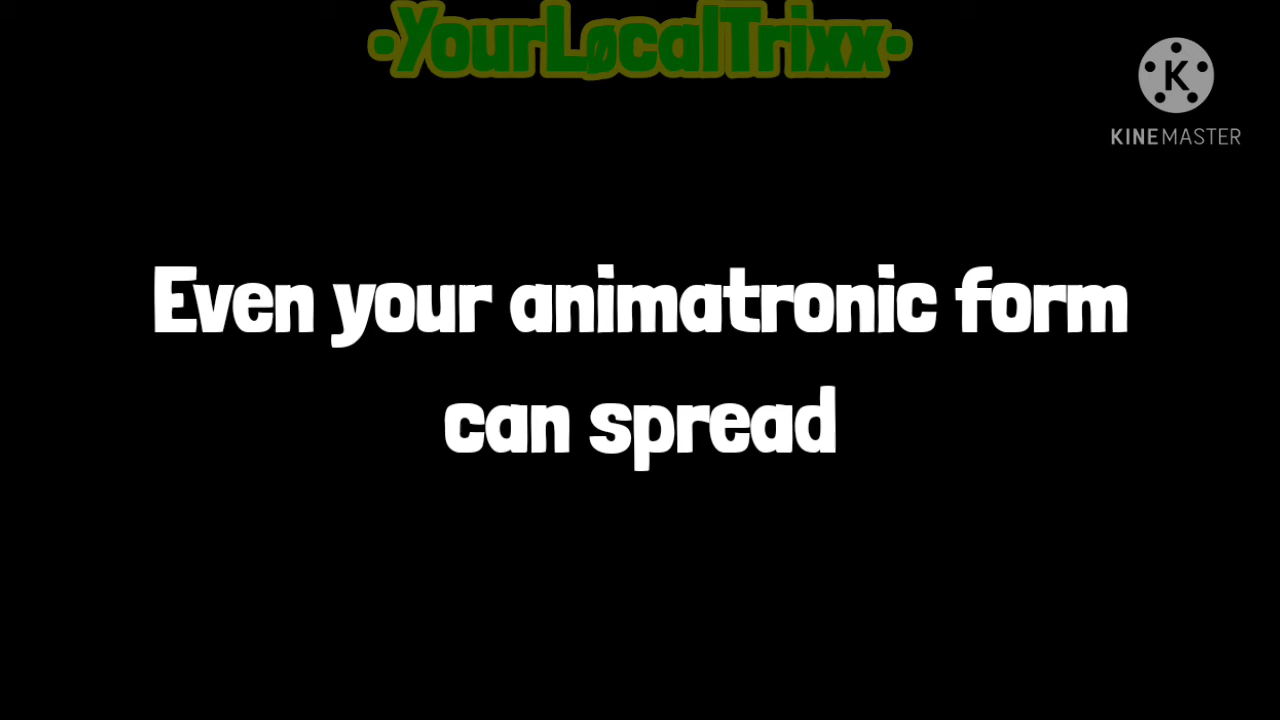 •YourLøcalTrixx•
K
KINEMASTER
Even your animatronic form
can spread